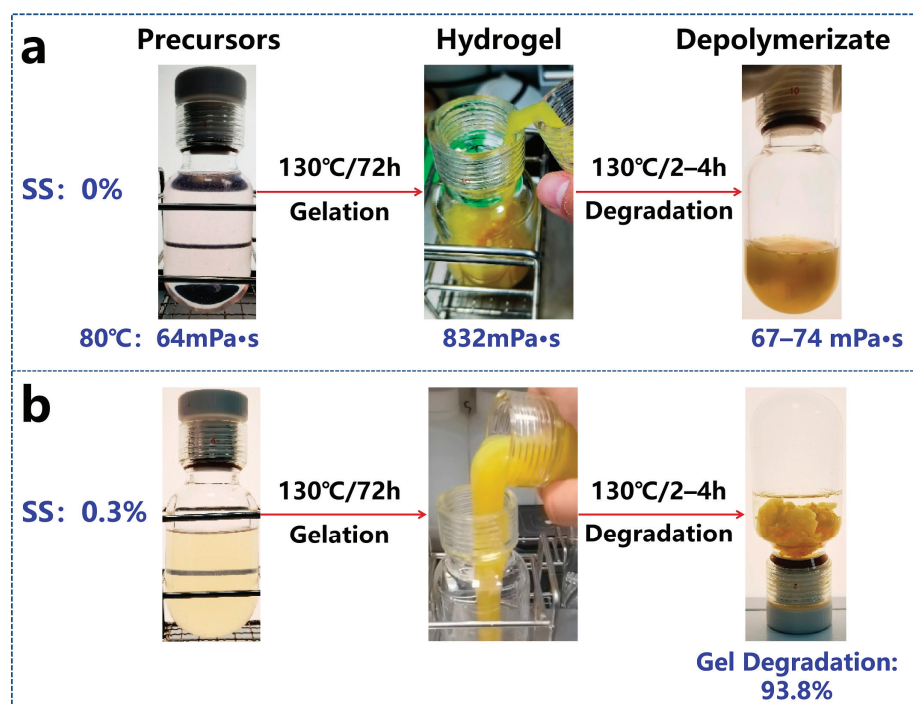 a
Precursors
Hydrogel
Depolymerizate
SS: 0%
130℃/72h
Gelation
130℃/2–4h
Degradation
80℃: 64mPa•s
832mPa•s
67–74 mPa•s
b
SS: 0.3%
130℃/72h
Gelation
130℃/2–4h
Degradation
Gel Degradation:
93.8%